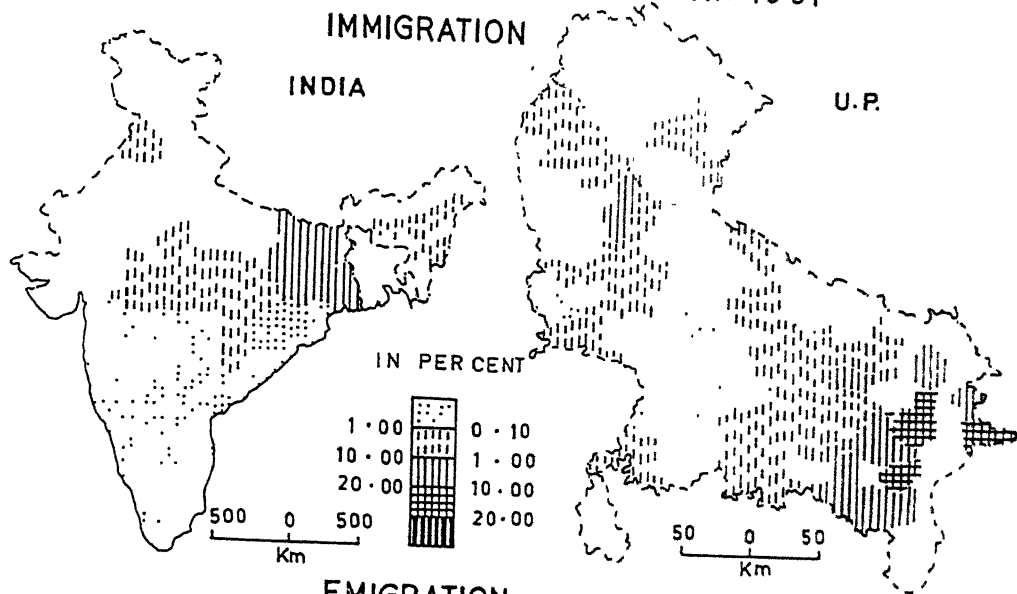 IMMIGRATION
INDIA
U.P.
IN PER CENT
1·00 0·10
10·00 1·00
20·00 10·00
20·00
500 0 500
Km
50 0 50
Km
EMIGRATION